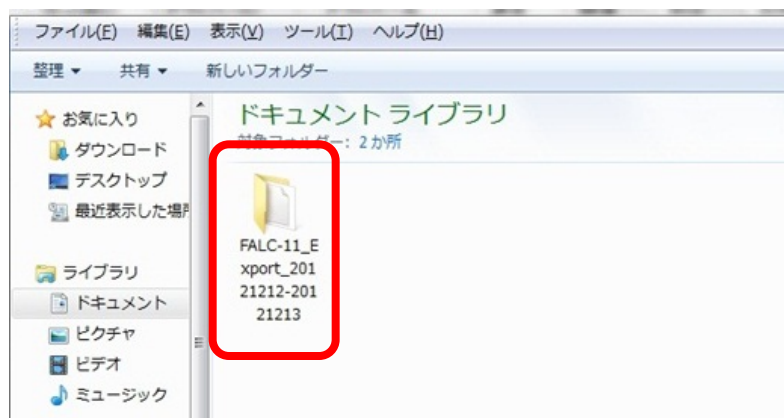 ファイル(F) 編集(E) 表示(V) ツール(T) ヘルプ(H)
整理 ▼ 共有 ▼ 新しいフォルダー
お気に入り
ダウンロード
デスクトップ
最近表示した場所
ライブラリ
ドキュメント
ピクチャ
ビデオ
ミュージック
ドキュメント ライブラリ
対象フォルダー: 2 か所
FALC-11_E
xport_201
21212-201
21213